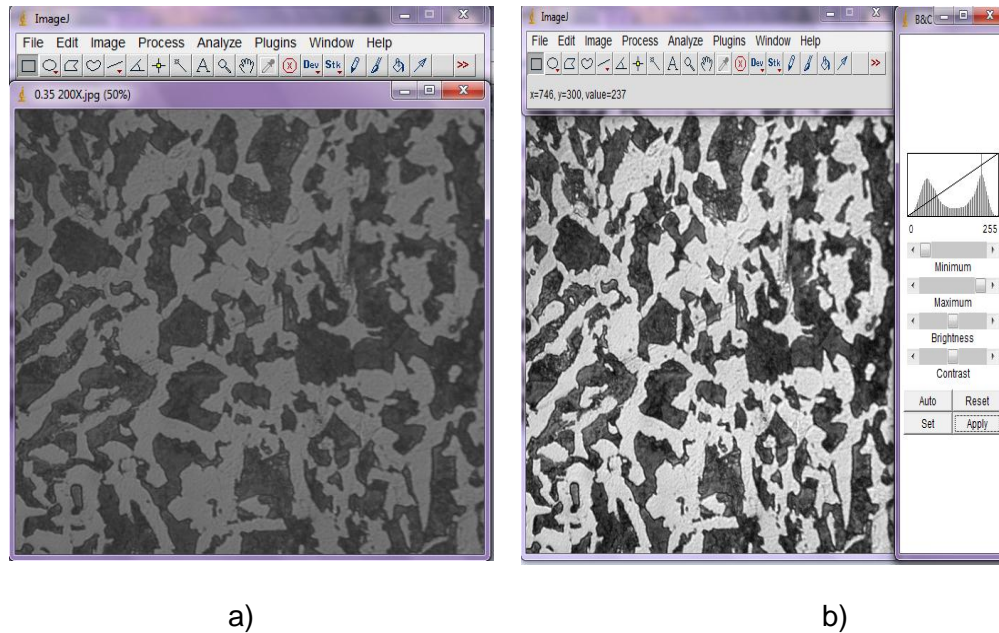 ImageJ
File Edit Image Process Analyze Plugins Window Help
A Dev Stk >>
0.35 200X.jpg (50%)
ImageJ
File Edit Image Process Analyze Plugins Window Help
A Dev Stk >>
x=746, y=300, value=237
B&C
0 255
Minimum
Maximum
Brightness
Contrast
Auto Reset
Set Apply
a) b)